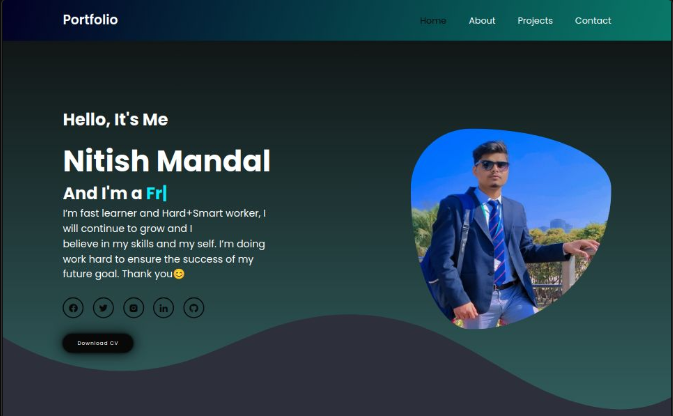 Portfolio
Home About Projects Contact
Hello, It's Me
Nitish Mandal
And I'm a Fr|
I'm fast learner and Hard+Smart worker, I
will continue to grow and I
believe in my skills and my self. I'm doing
work hard to ensure the success of my
future goal. Thank you😊
Download CV